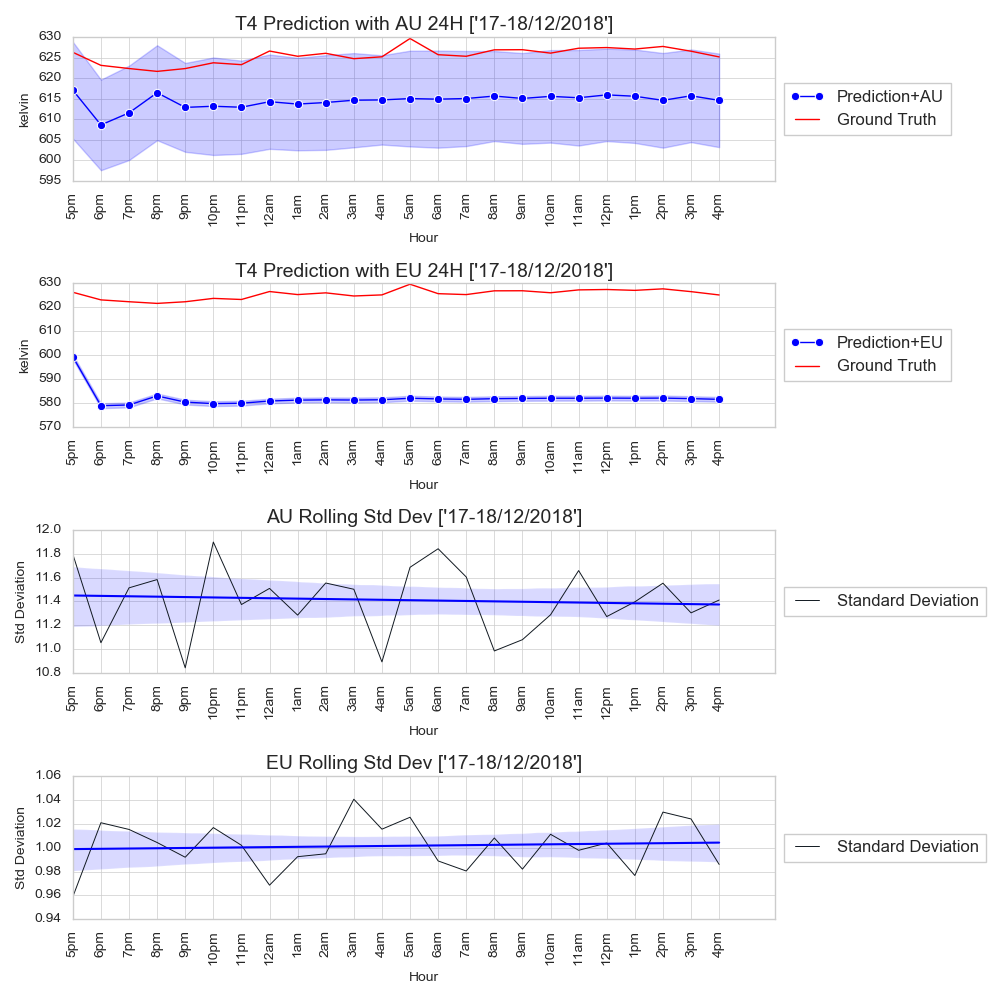 T4 Prediction with AU 24H ['17-18/12/2018']
630
625
620
615
610
605
600
595
kelvin
5pm 6pm 7pm 8pm 9pm 10pm 11pm 12am 1am 2am 3am 4am 5am 6am 7am 8am 9am 10am 11am 12pm 1pm 2pm 3pm 4pm
Hour
Prediction+AU
Ground Truth
T4 Prediction with EU 24H ['17-18/12/2018']
630
620
610
600
590
580
570
kelvin
5pm 6pm 7pm 8pm 9pm 10pm 11pm 12am 1am 2am 3am 4am 5am 6am 7am 8am 9am 10am 11am 12pm 1pm 2pm 3pm 4pm
Hour
Prediction+EU
Ground Truth
AU Rolling Std Dev ['17-18/12/2018']
12.0
11.8
11.6
11.4
11.2
11.0
10.8
Std Deviation
5pm 6pm 7pm 8pm 9pm 10pm 11pm 12am 1am 2am 3am 4am 5am 6am 7am 8am 9am 10am 11am 12pm 1pm 2pm 3pm 4pm
Hour
Standard Deviation
EU Rolling Std Dev ['17-18/12/2018']
1.06
1.04
1.02
1.00
0.98
0.96
0.94
Std Deviation
5pm 6pm 7pm 8pm 9pm 10pm 11pm 12am 1am 2am 3am 4am 5am 6am 7am 8am 9am 10am 11am 12pm 1pm 2pm 3pm 4pm
Hour
Standard Deviation